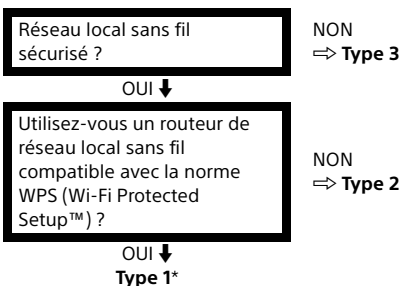 Réseau local sans fil
sécurisé ?
NON
⇨ Type 3
OUI ⬇
Utilisez-vous un routeur de
réseau local sans fil
compatible avec la norme
WPS (Wi-Fi Protected
Setup™) ?
NON
⇨ Type 2
OUI ⬇
Type 1*